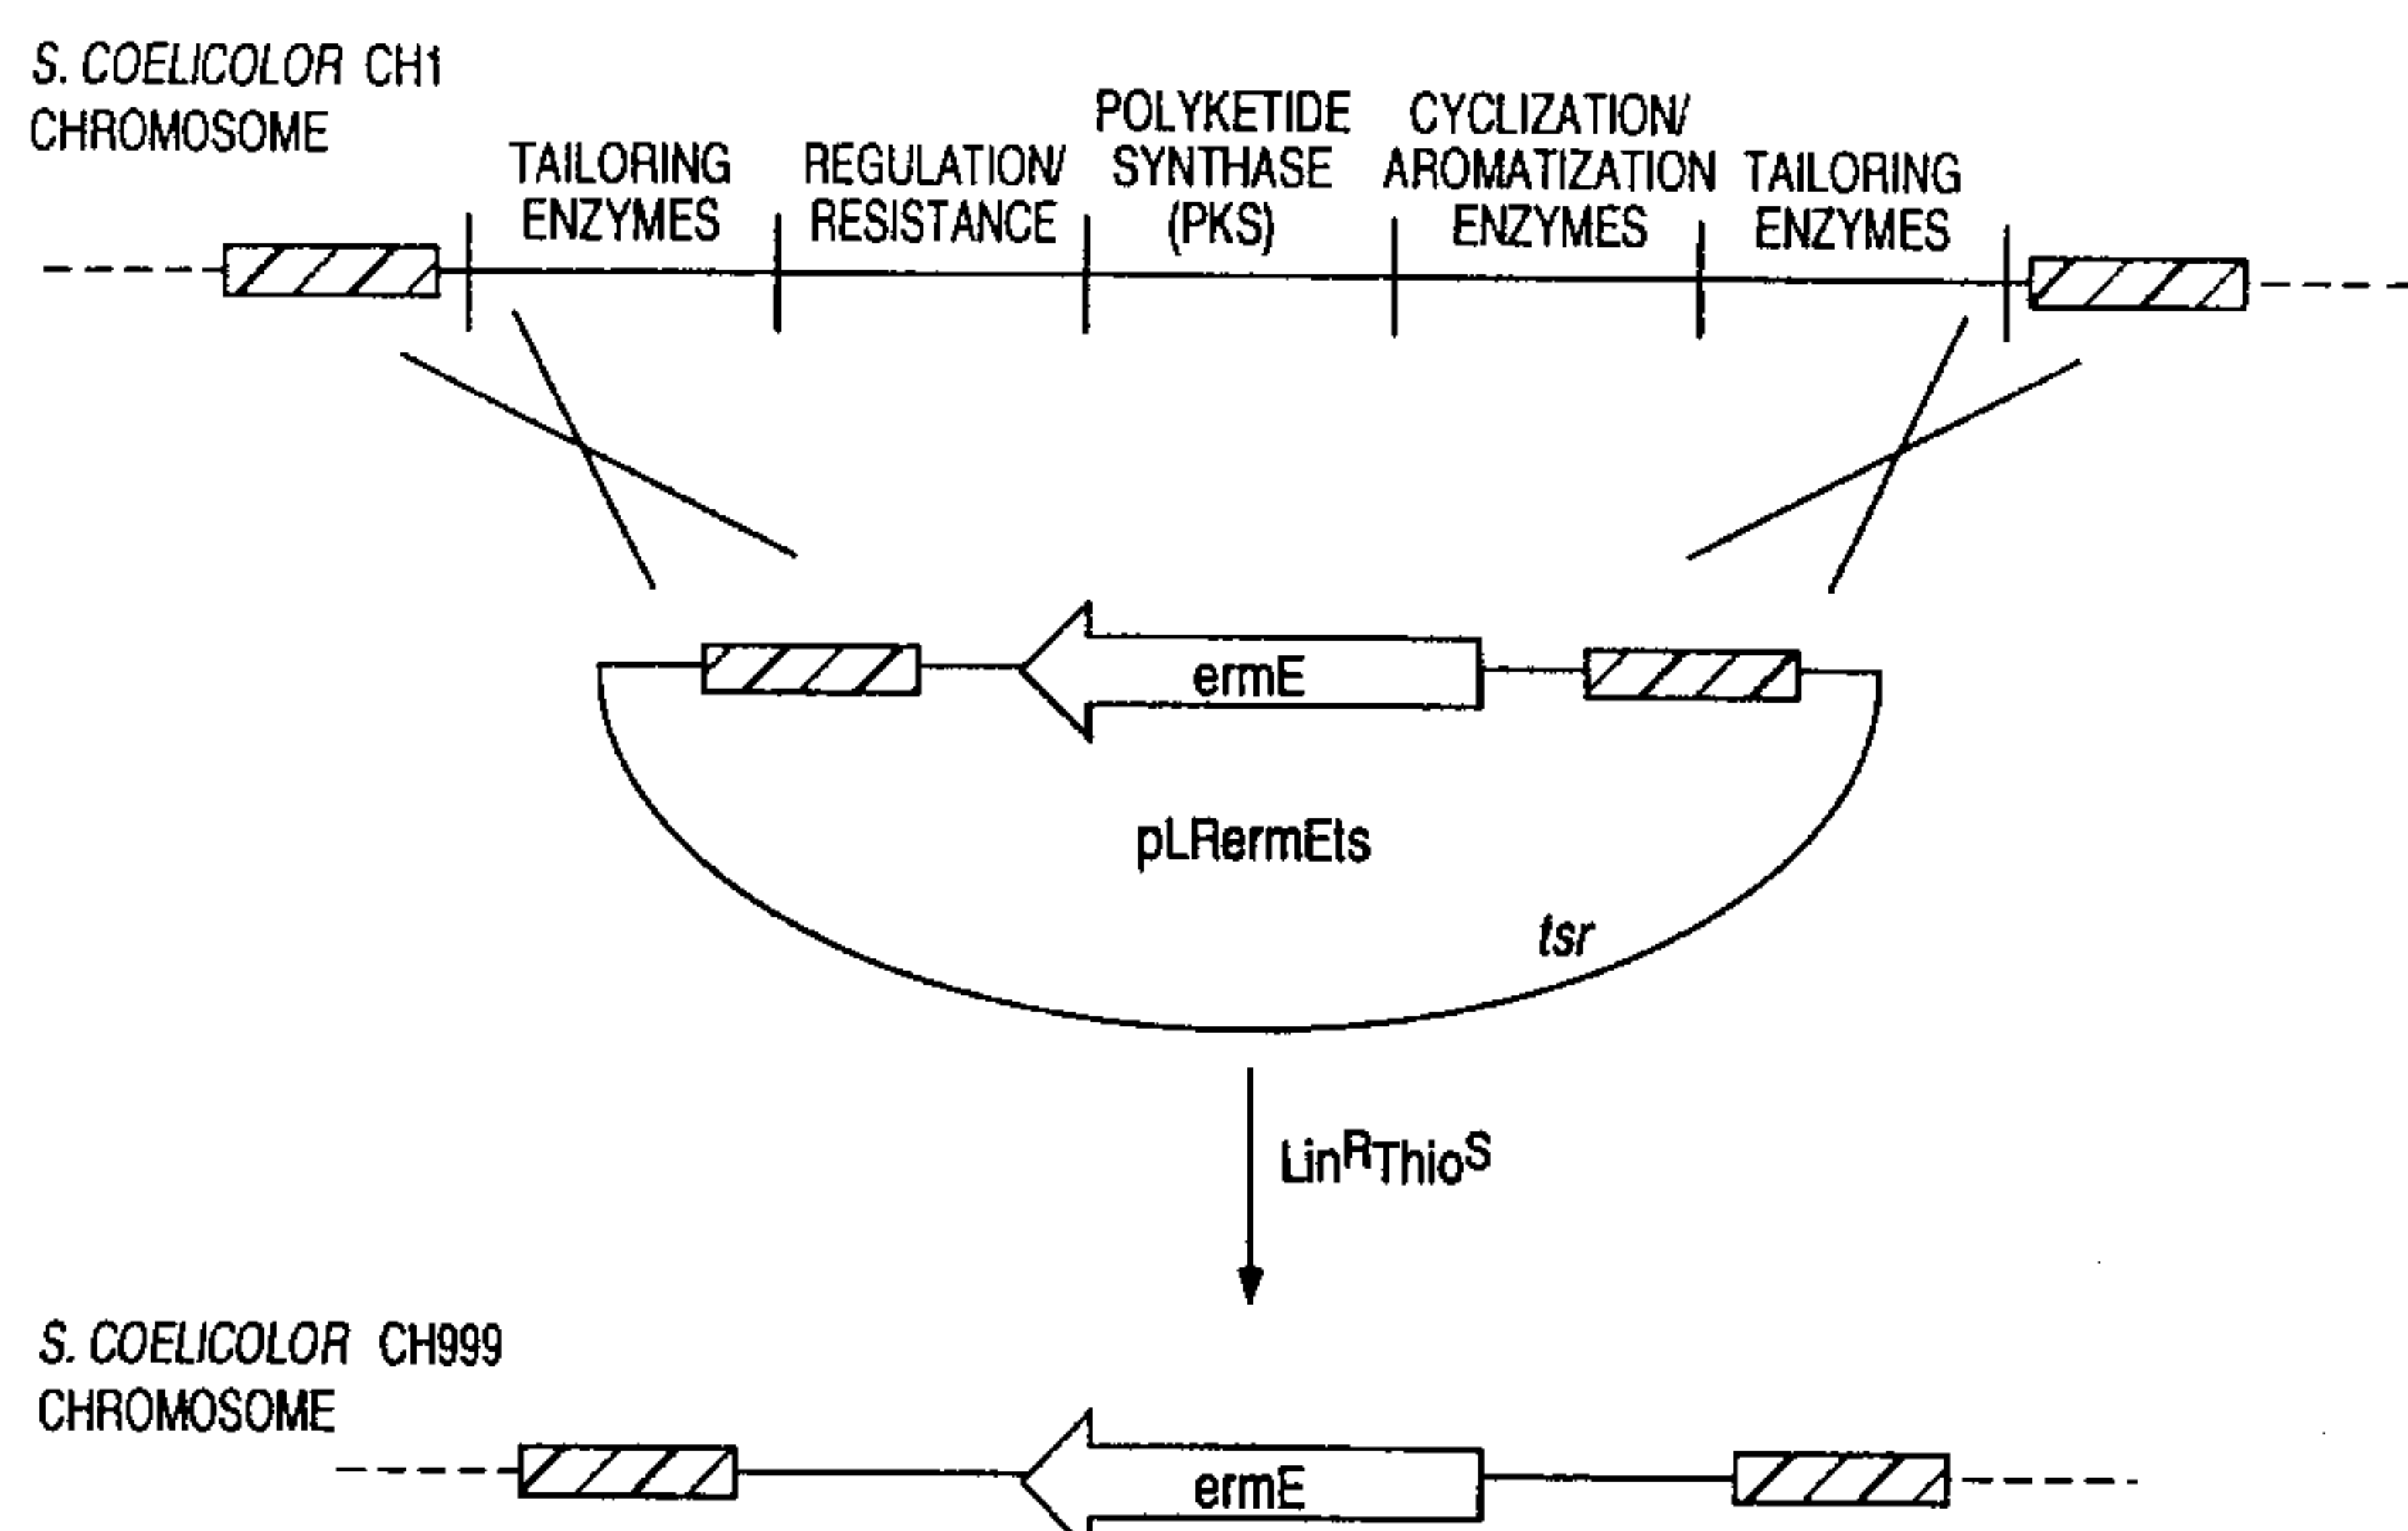 S. COELICOLOR CH1
CHROMOSOME
TAILORING
ENZYMES
REGULATION/
RESISTANCE
POLYKETIDE
SYNTHASE
(PKS)
CYCLIZATION/
AROMATIZATION
ENZYMES
TAILORING
ENZYMES
ermE
pLRermEts
tsr
LinRThioS
S. COELICOLOR CH999
CHROMOSOME
ermE